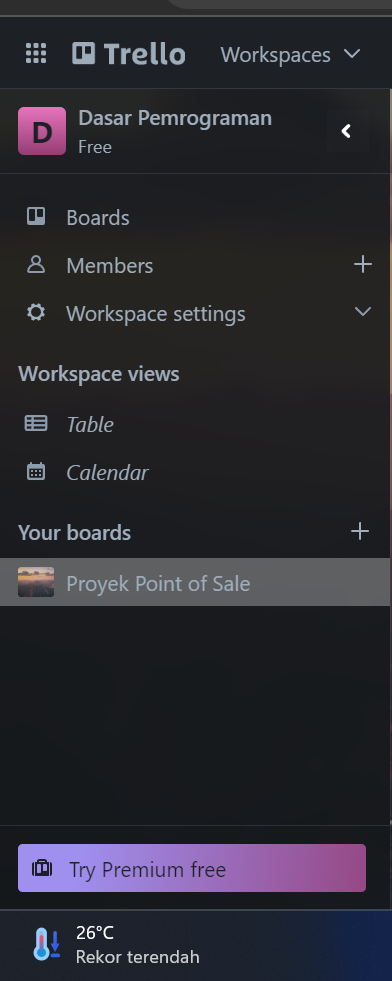 Trello Workspaces
D Dasar Pemrograman
Free
Boards
Members
Workspace settings
Workspace views
Table
Calendar
Your boards
Proyek Point of Sale
Try Premium free
26°C
Rekor terendah